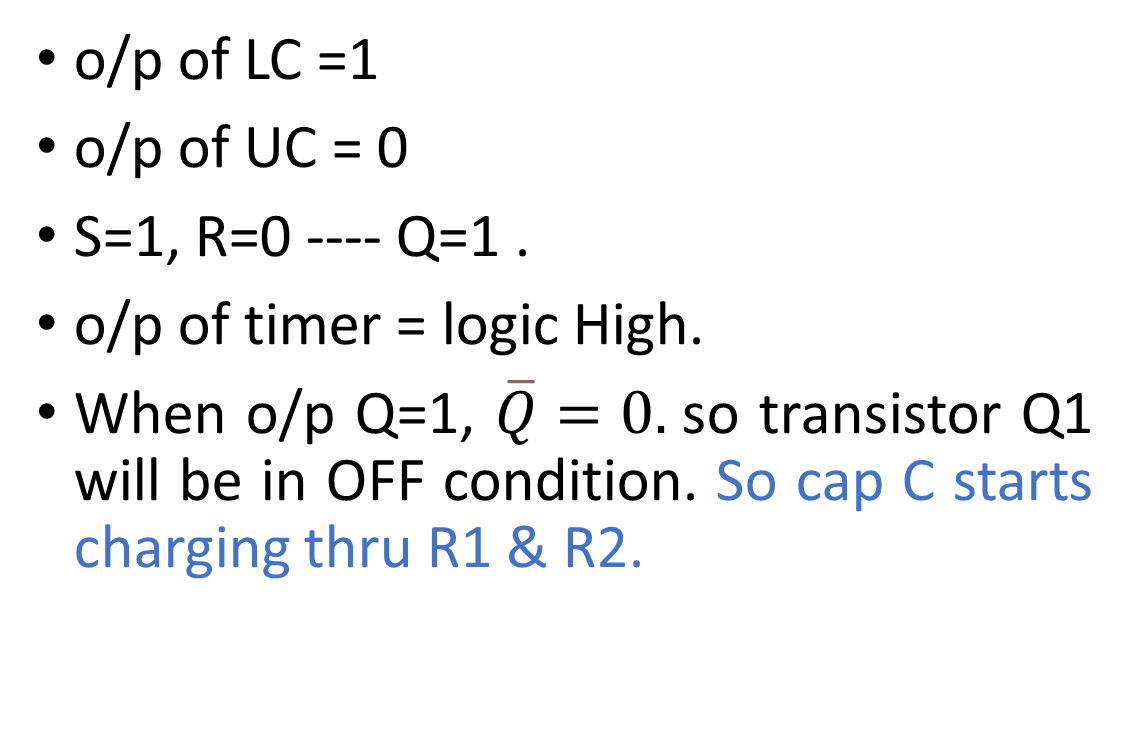 • o/p of LC =1
• o/p of UC = 0
• S=1, R=0 ---- Q=1 .
• o/p of timer = logic High.
• When o/p Q=1, Q̅ = 0. so transistor Q1
will be in OFF condition. So cap C starts
charging thru R1 & R2.